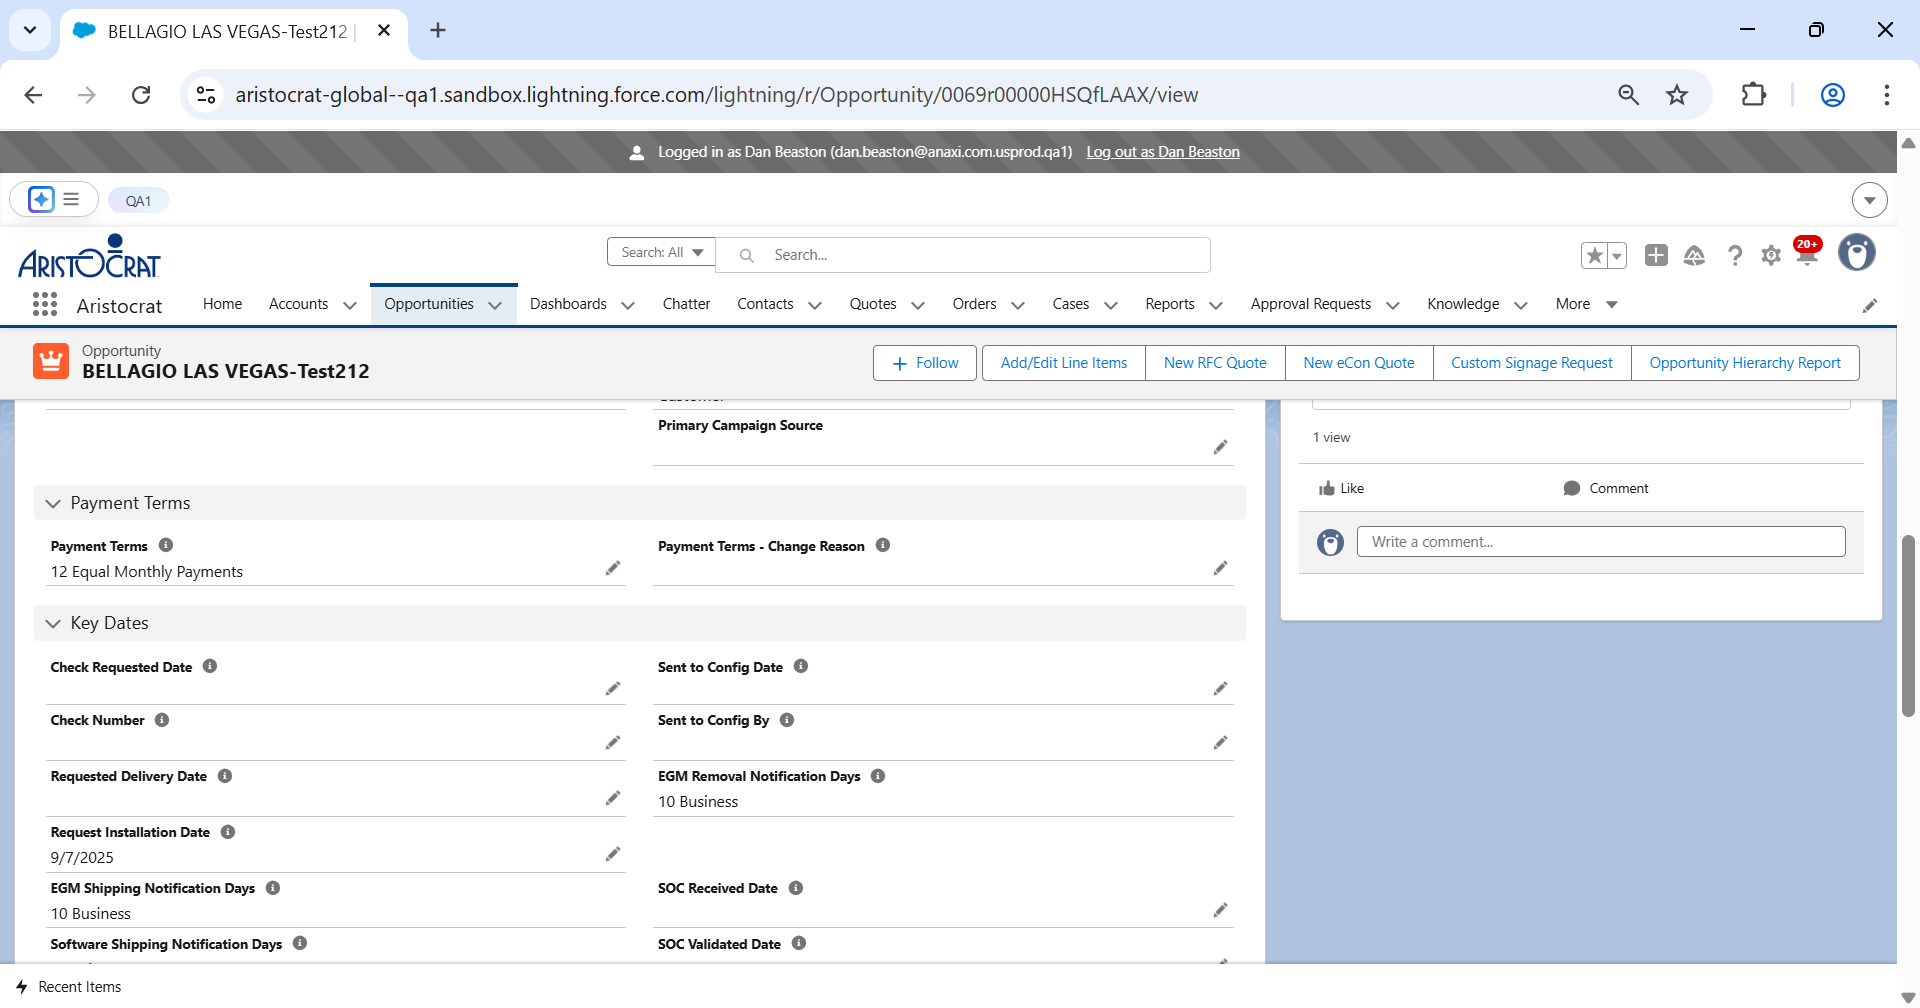 BELLAGIO LAS VEGAS-Test212
aristocrat-global--qa1.sandbox.lightning.force.com/lightning/r/Opportunity/0069r00000HSQfLAAX/view
Logged in as Dan Beaston (dan.beaston@anaxi.com.usprod.qa1) Log out as Dan Beaston
QA1
ARISTOCRAT
Search: All
Search...
20+
Aristocrat
Home Accounts Opportunities Dashboards Chatter Contacts Quotes Orders Cases Reports Approval Requests Knowledge More
Opportunity
BELLAGIO LAS VEGAS-Test212
Follow Add/Edit Line Items New RFC Quote New eCon Quote Custom Signage Request Opportunity Hierarchy Report
Primary Campaign Source
Payment Terms
Payment Terms
12 Equal Monthly Payments
Payment Terms - Change Reason
Key Dates
Check Requested Date
Sent to Config Date
Check Number
Sent to Config By
Requested Delivery Date
EGM Removal Notification Days
10 Business
Request Installation Date
9/7/2025
EGM Shipping Notification Days
10 Business
SOC Received Date
Software Shipping Notification Days
SOC Validated Date
1 view
Like
Comment
Write a comment...
Recent Items